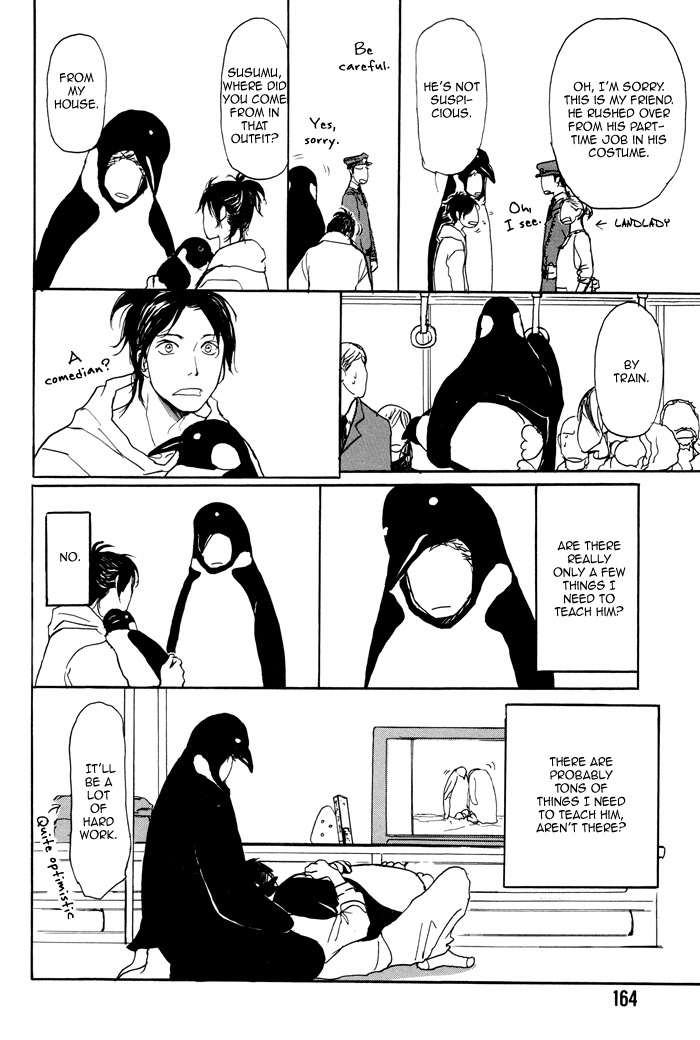 OH, I'M SORRY.
THIS IS MY FRIEND.
HE RUSHED OVER
FROM HIS PART-
TIME JOB IN HIS
COSTUME.
← LANDLADY
Oh,
I see.
HE'S NOT
SUSPI-
CIOUS.
Be
careful.
Yes,
sorry.
SUSUMU,
WHERE DID
YOU COME
FROM IN
THAT
OUTFIT?
FROM
MY
HOUSE.
BY
TRAIN.
A
comedian?
ARE THERE
REALLY
ONLY A FEW
THINGS I
NEED TO
TEACH HIM?
NO.
THERE ARE
PROBABLY
TONS OF
THINGS I NEED
TO TEACH HIM,
AREN'T THERE?
IT'LL
BE A
LOT
OF
HARD
WORK.
Quite optimistic
164